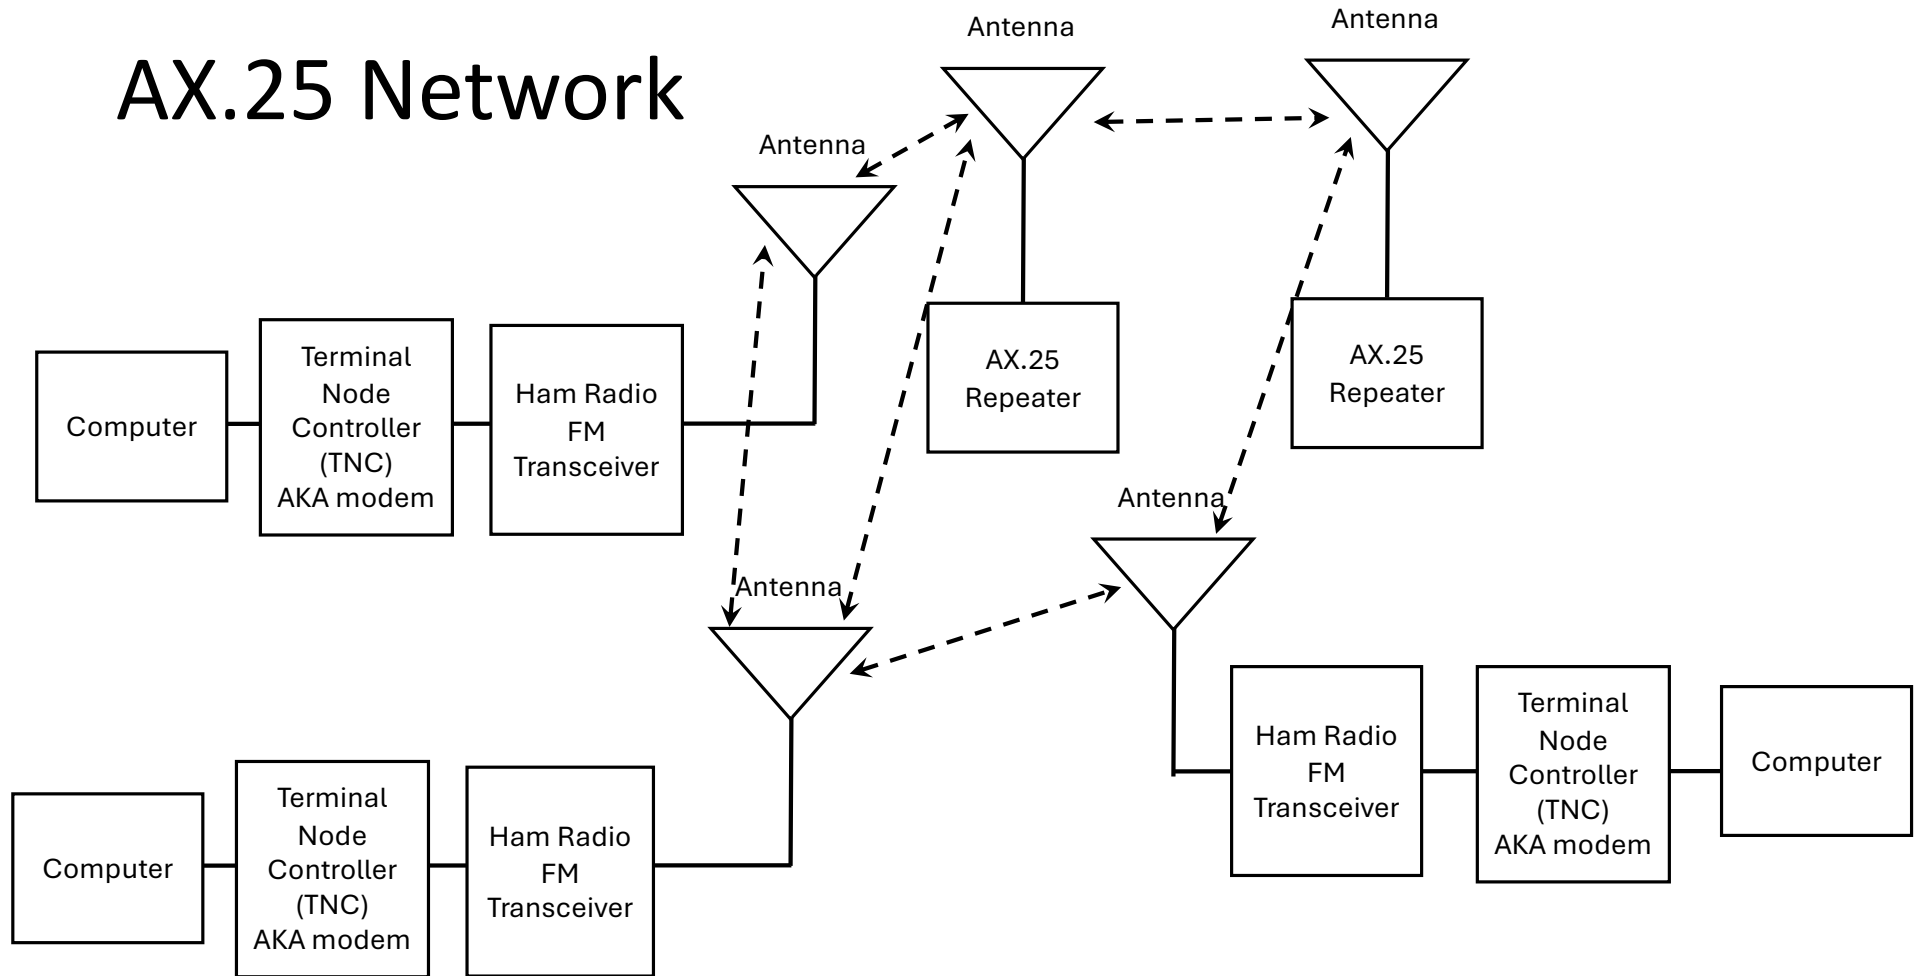 AX.25 Network
Antenna
Antenna
Antenna
Computer
Terminal
Node
Controller
(TNC)
AKA modem
Ham Radio
FM
Transceiver
AX.25
Repeater
AX.25
Repeater
Antenna
Antenna
Computer
Terminal
Node
Controller
(TNC)
AKA modem
Ham Radio
FM
Transceiver
Ham Radio
FM
Transceiver
Terminal
Node
Controller
(TNC)
AKA modem
Computer